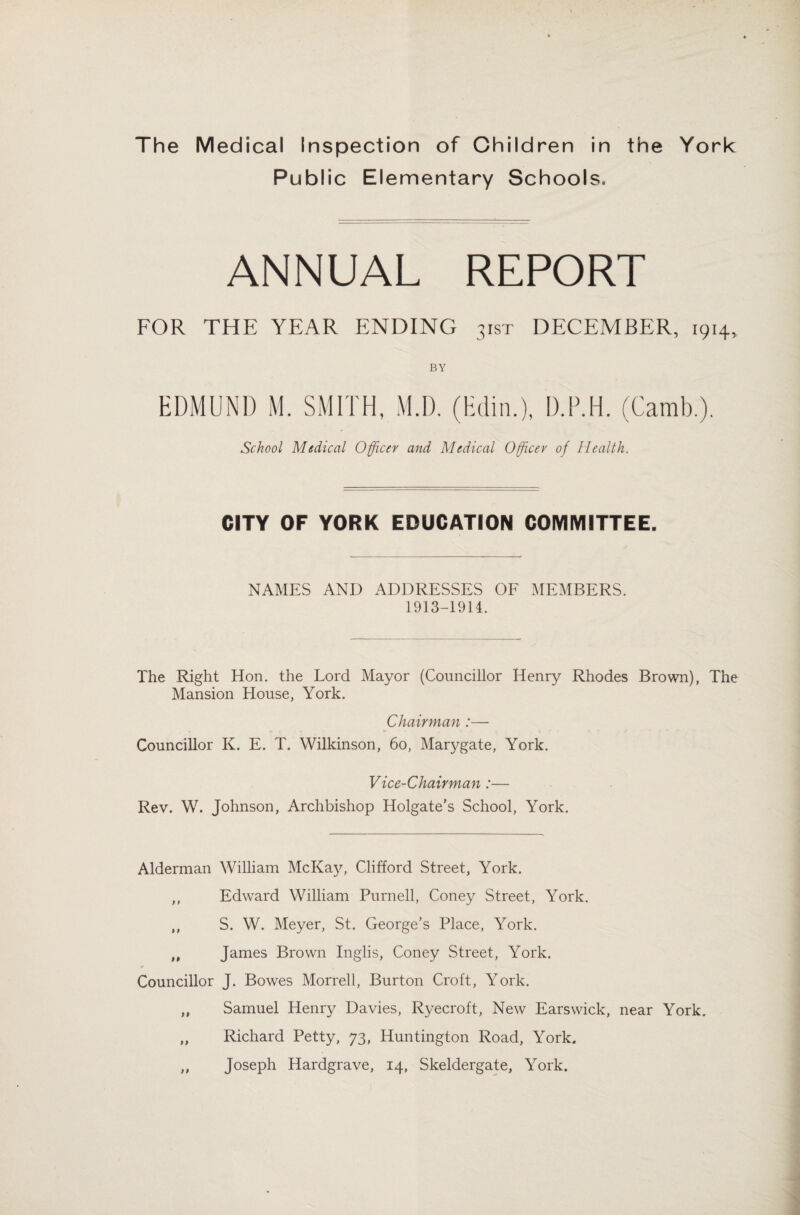 The Medical Inspection of Children in the York
Public Elementary Schools.
ANNUAL REPORT
FOR THE YEAR ENDING 31ST DECEMBER, 1914,
BY
EDMUND M. SMITH, M.D. (Edin.), D.P.H. (Camb.).
School Medical Officer and Medical Officer of Health.
CITY OF YORK EDUCATION COMMITTEE.
NAMES AND ADDRESSES OF MEMBERS.
1913-1914.
The Right Hon. the Lord Mayor (Councillor Henry Rhodes Brown), The
Mansion House, York.
Chairman :—
Councillor K. E. T. Wilkinson, 60, Marygate, York.
Vice-Chairman :—
Rev. W. Johnson, Archbishop Holgate's School, York.
Alderman William McKay, Clifford Street, York.
,, Edward William Purnell, Coney Street, York.
,, S. W. Meyer, St. George's Place, York.
,, James Brown Inglis, Coney Street, York.
Councillor J. Bowes Morrell, Burton Croft, York.
,, Samuel Henry Davies, Ryecroft, New Earswick, near York.
,, Richard Petty, 73, Huntington Road, York.
,, Joseph Hardgrave, 14, Skeldergate, York.